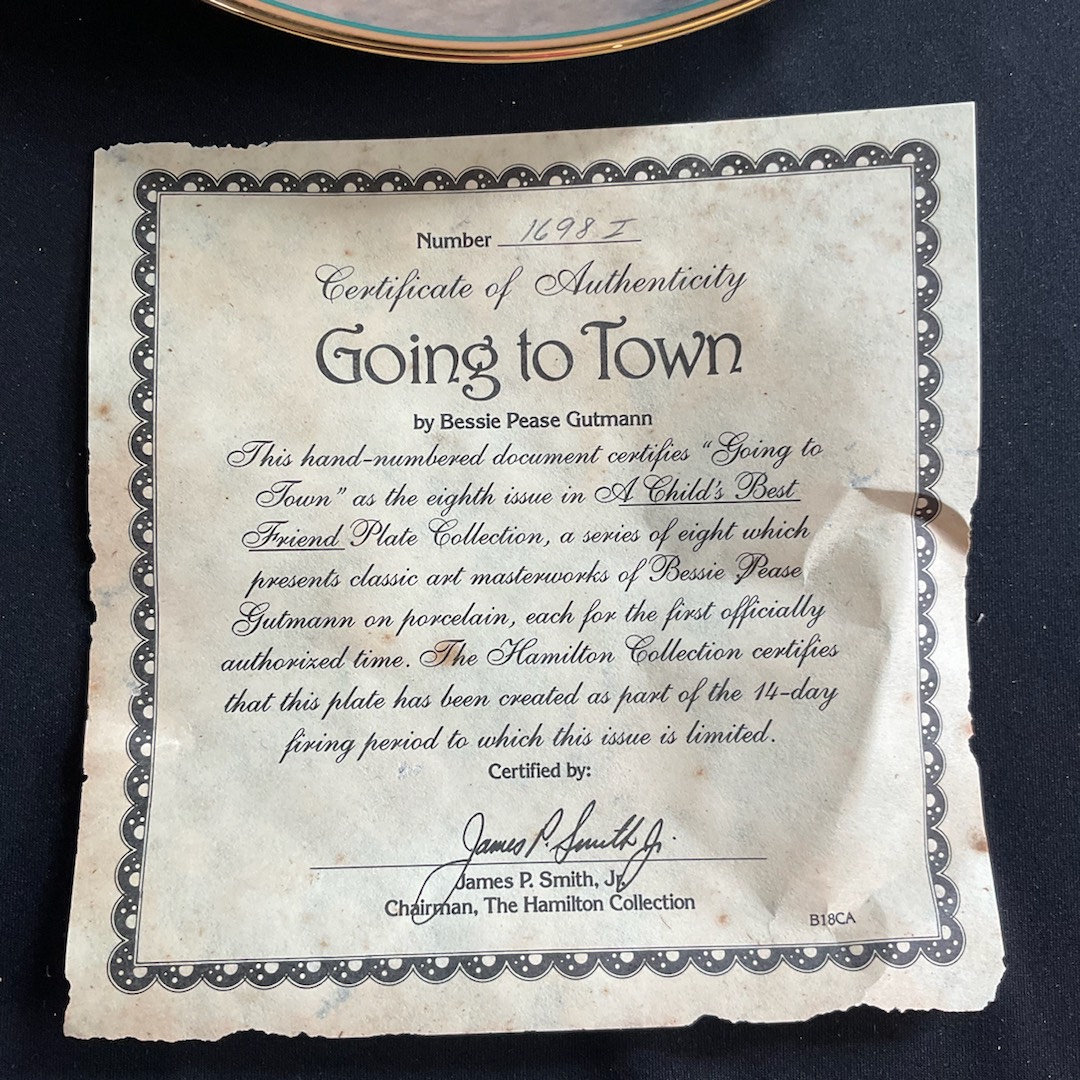 Number 1698 I
Certificate of Authenticity
Going to Town
by Bessie Pease Gutmann
This hand-numbered document certifies "Going to
Town" as the eighth issue in A Child's Best
Friend Plate Collection, a series of eight which
presents classic art masterworks of Bessie Pease
Gutmann on porcelain, each for the first officially
authorized time. The Hamilton Collection certifies
that this plate has been created as part of the 14-day
firing period to which this issue is limited.
Certified by:
James P. Smith Jr.
James P. Smith, Jr.
Chairman, The Hamilton Collection
B18CA